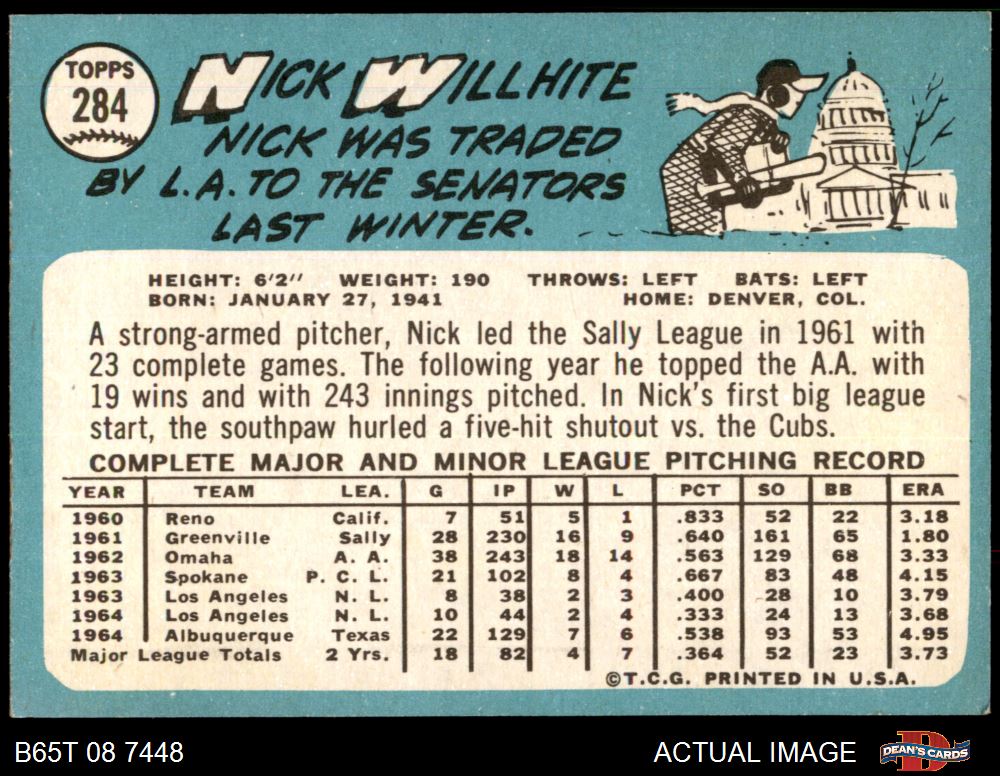 TOPPS
284
NICK WILLHITE
NICK WAS TRADED
BY L.A. TO THE SENATORS
LAST WINTER.
HEIGHT: 6'2" WEIGHT: 190 THROWS: LEFT BATS: LEFT
BORN: JANUARY 27, 1941 HOME: DENVER, COL.
A strong-armed pitcher, Nick led the Sally League in 1961 with
23 complete games. The following year he topped the A.A. with
19 wins and with 243 innings pitched. In Nick's first big league
start, the southpaw hurled a five-hit shutout vs. the Cubs.
COMPLETE MAJOR AND MINOR LEAGUE PITCHING RECORD
YEAR TEAM LEA. G IP W L PCT SO BB ERA
1960 Reno Calif. 7 51 5 1 .833 52 22 3.18
1961 Greenville Sally 28 230 16 9 .640 161 65 1.80
1962 Omaha A. A. 38 243 18 14 .563 129 68 3.33
1963 Spokane P. C. L. 21 102 8 4 .667 83 48 4.15
1963 Los Angeles N. L. 8 38 2 3 .400 28 10 3.79
1964 Los Angeles N. L. 10 44 2 4 .333 24 13 3.68
1964 Albuquerque Texas 22 129 7 6 .538 93 53 4.95
Major League Totals 2 Yrs. 18 82 4 7 .364 52 23 3.73
©T.C.G. PRINTED IN U.S.A.
B65T 08 7448 ACTUAL IMAGE DEAN'S CARDS